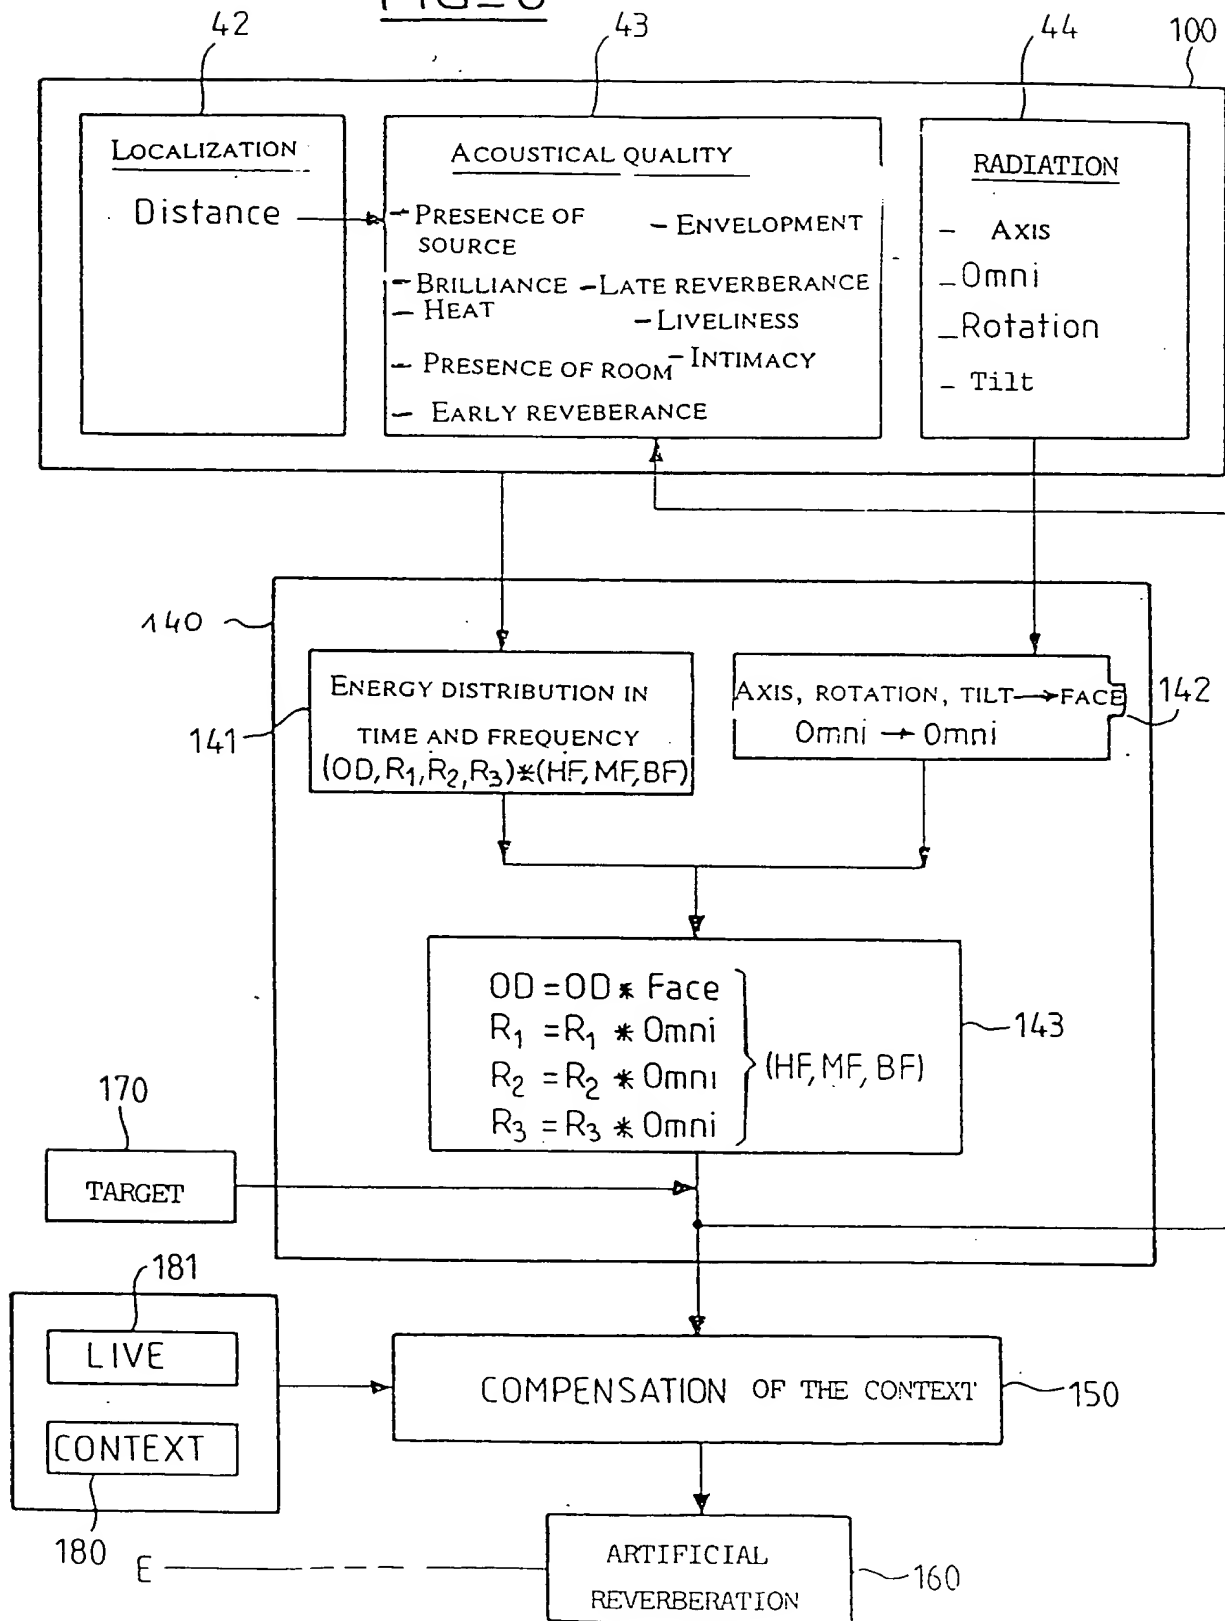 42
43
44
100
LOCALIZATION
Distance
ACOUSTICAL QUALITY
– PRESENCE OF
SOURCE
– ENVELOPMENT
– BRILLIANCE
– LATE REVERBERANCE
– HEAT
– LIVELINESS
– PRESENCE OF ROOM
– INTIMACY
– EARLY REVEBERANCE
RADIATION
– AXIS
– Omni
– Rotation
– Tilt
140
141
ENERGY DISTRIBUTION IN
TIME AND FREQUENCY
(OD, R₁, R₂, R₃)*(HF, MF, BF)
AXIS, ROTATION, TILT → FACE
Omni → Omni
142
OD = OD * Face
R₁ = R₁ * Omni
R₂ = R₂ * Omni
R₃ = R₃ * Omni
(HF, MF, BF)
143
170
TARGET
181
LIVE
CONTEXT
180
COMPENSATION OF THE CONTEXT
150
E
ARTIFICIAL
REVERBERATION
160